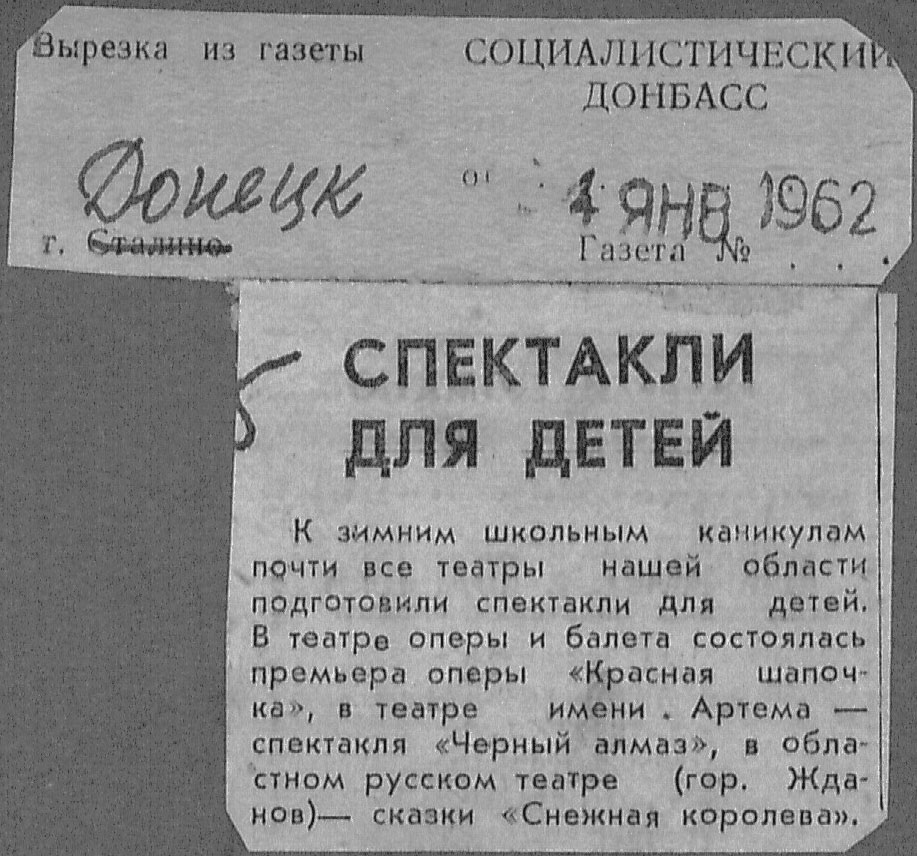 Вырезка из газеты
СОЦИАЛИСТИЧЕСКИЙ
ДОНБАСС
Донецк
от 4 ЯНВ 1962
г. Сталино
Газета №
СПЕКТАКЛИ
ДЛЯ ДЕТЕЙ
К зимним школьным каникулам
почти все театры нашей области
подготовили спектакли для детей.
В театре оперы и балета состоялась
премьера оперы «Красная шапоч-
ка», в театре имени . Артема —
спектакля «Черный алмаз», в обла-
стном русском театре (гор. Жда-
нов)— сказки «Снежная королева».